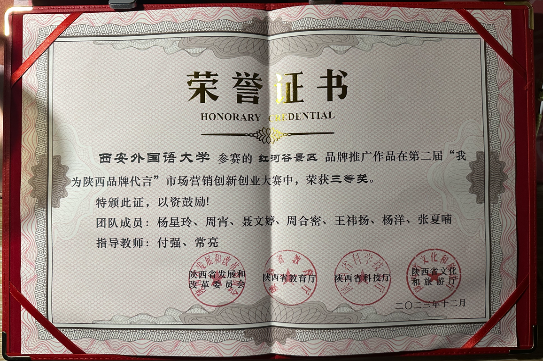 荣誉证书
HONORARY CREDENTIAL
西安外国语大学 参赛的 红河谷景区 品牌推广作品在第二届“我
为陕西品牌代言”市场营销创新创业大赛中，荣获三等奖。
特颁此证，以资鼓励！
团队成员：杨星玲、周宵、聂文婷、周合密、王祎扬、杨洋、张夏喃
指导教师：付强、常亮
陕西省发展和改革委员会 陕西省教育厅 陕西省科技厅 陕西省文化和旅游厅
二〇二三年十二月